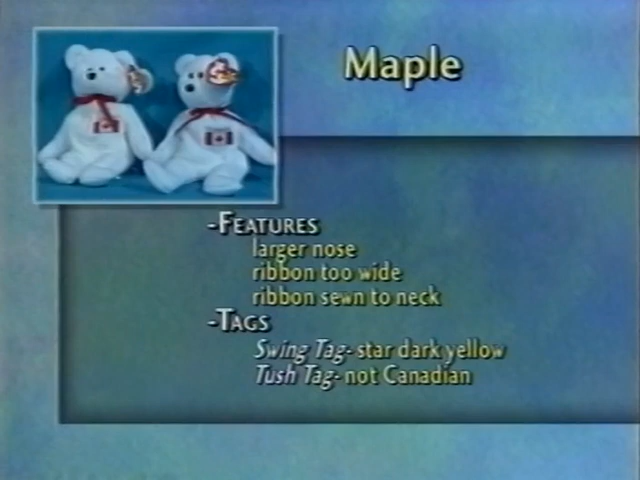 Maple
-FEATURES
larger nose
ribbon too wide
ribbon sewn to neck
-TAGS
Swing Tag- star dark yellow
Tush Tag- not Canadian